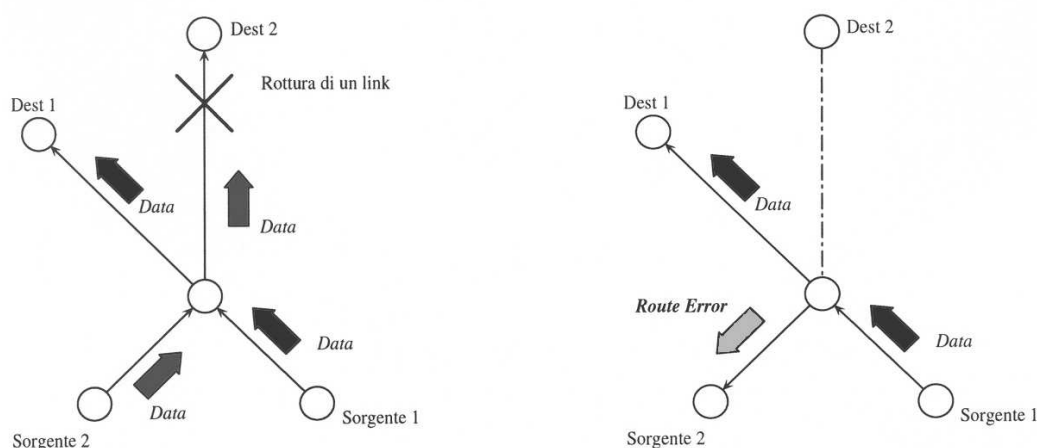 Dest 2
Rottura di un link
Dest 1
Data
Data
Data
Data
Sorgente 1
Sorgente 2
Dest 2
Dest 1
Data
Route Error
Data
Sorgente 1
Sorgente 2